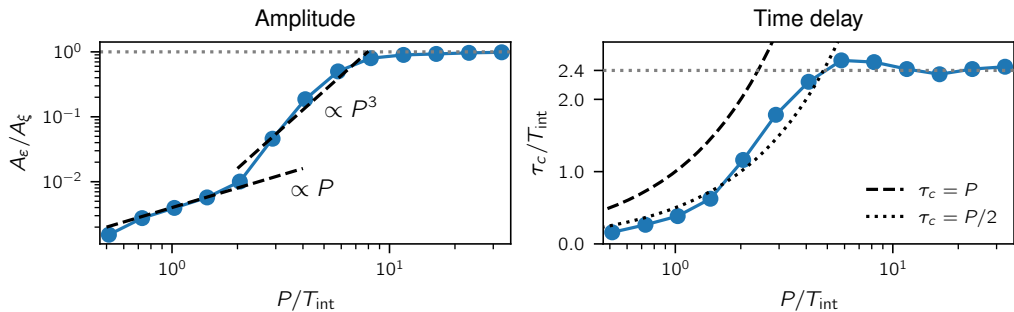 Amplitude
A_ε/A_ξ
10^0
10^-1
10^-2
∝ P^3
∝ P
10^0
10^1
P/T_int
Time delay
τ_c/T_int
2.4
2.0
1.0
0.0
τ_c = P
τ_c = P/2
10^0
10^1
P/T_int